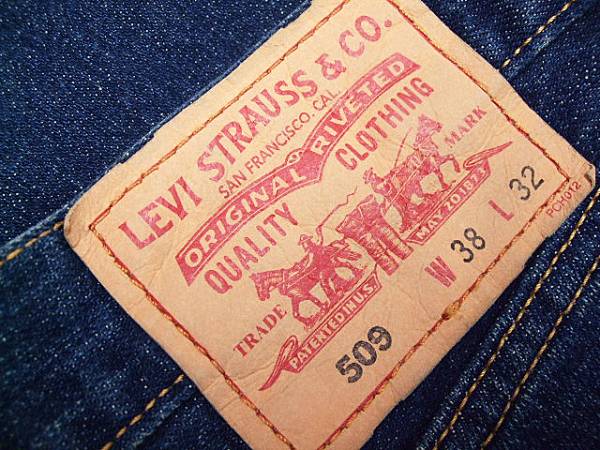 LEVI STRAUSS & CO.
SAN FRANCISCO. CAL.
ORIGINAL RIVETED
QUALITY CLOTHING
TRADE MARK
PATENTED IN U.S. MAY 20 1873
509 W 38 L 32
PCH012